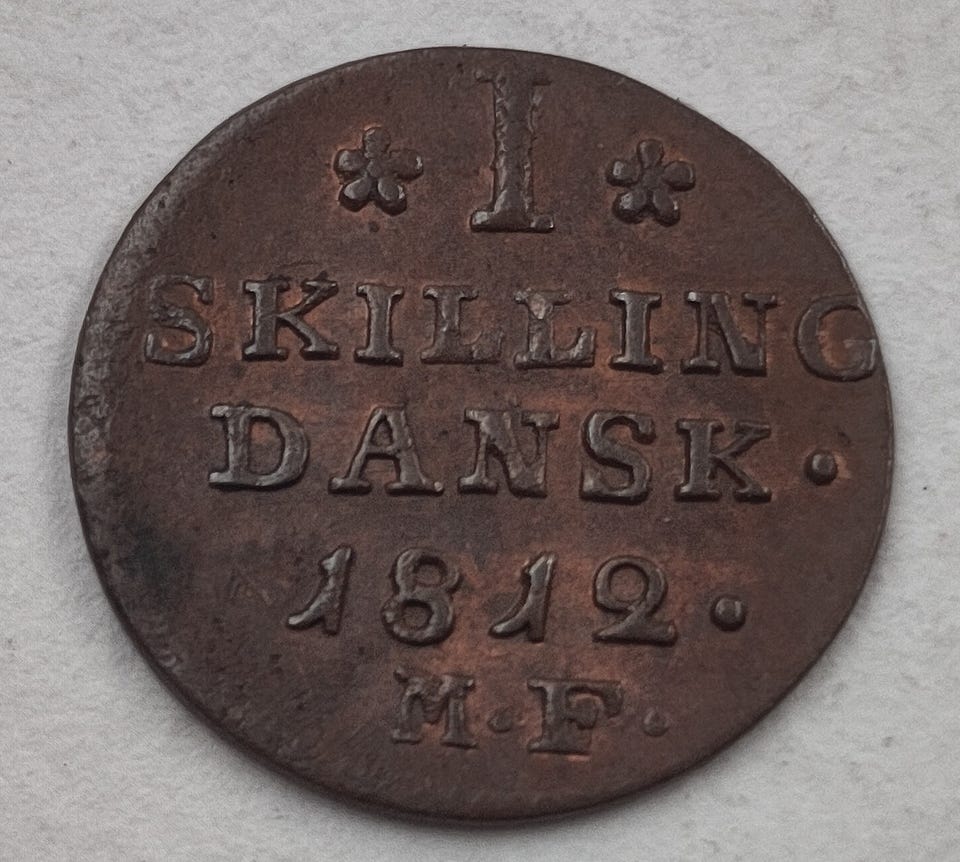 I
SKILLING
DANSK.
1812.
M.F.